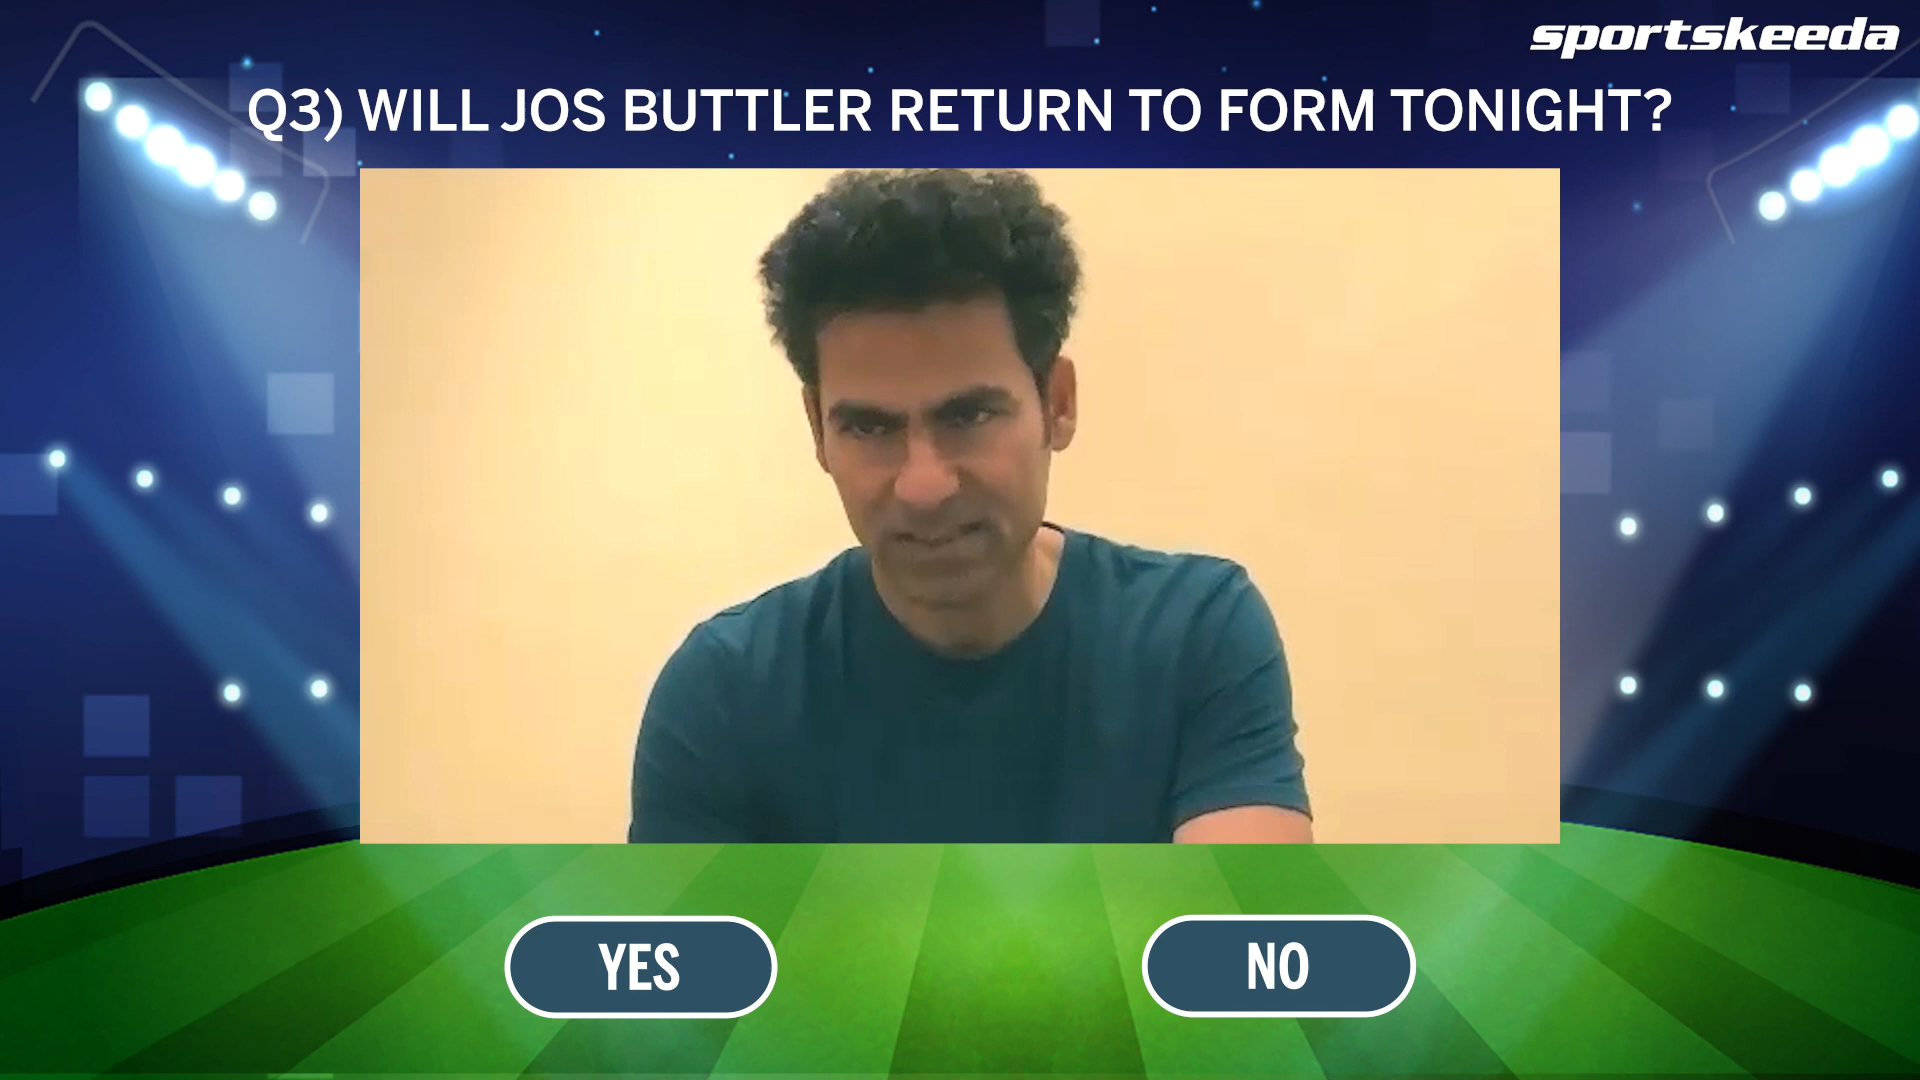 sportskeeda
Q3) WILL JOS BUTTLER RETURN TO FORM TONIGHT?
YES
NO